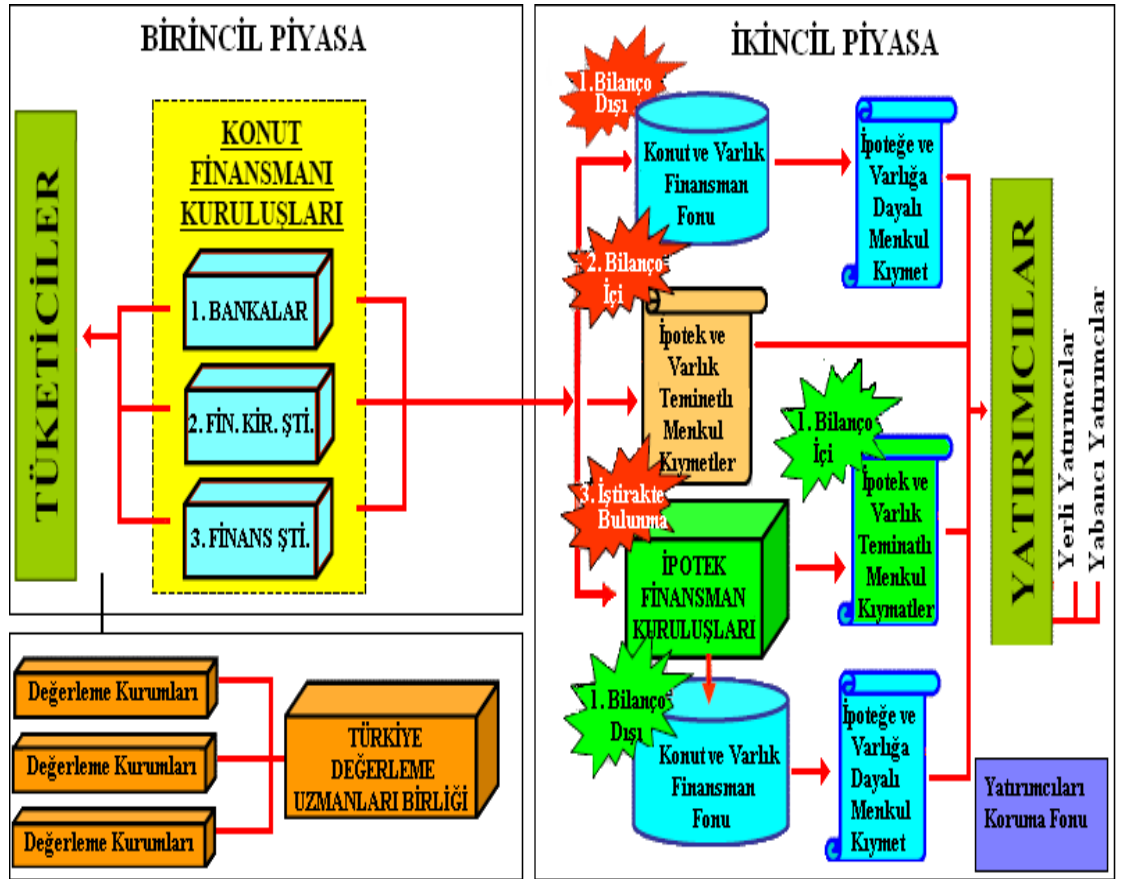 BİRİNCİL PİYASA
TÜKETİCİLER
KONUT
FİNANSMANI
KURULUŞLARI
1. BANKALAR
2. FİN. KİR. ŞTİ.
3. FİNANS ŞTİ.
Değerleme Kurumları
Değerleme Kurumları
Değerleme Kurumları
TÜRKİYE
DEĞERLEME
UZMANLARI BİRLİĞİ
İKİNCİL PİYASA
1. Bilanço
Dışı
Konut ve Varlık
Finansman
Fonu
İpoteğe ve
Varlığa
Dayalı
Menkul
Kıymet
2. Bilanço
İçi
İpotek ve
Varlık
Teminetlı
Menkul
Kıymetler
3. İştirakte
Bulunma
İPOTEK
FİNANSMAN
KURULUŞLARI
1. Bilanço
İçi
İpotek ve
Varlık
Teminatlı
Menkul
Kıymatler
1. Bilanço
Dışı
Konut ve Varlık
Finansman
Fonu
İpoteğe ve
Varlığa
Dayalı
Menkul
Kıymet
YATIRIMCILAR
Yerli Yatırımcılar
Yabancı Yatırımcılar
Yatırımcıları
Koruma Fonu